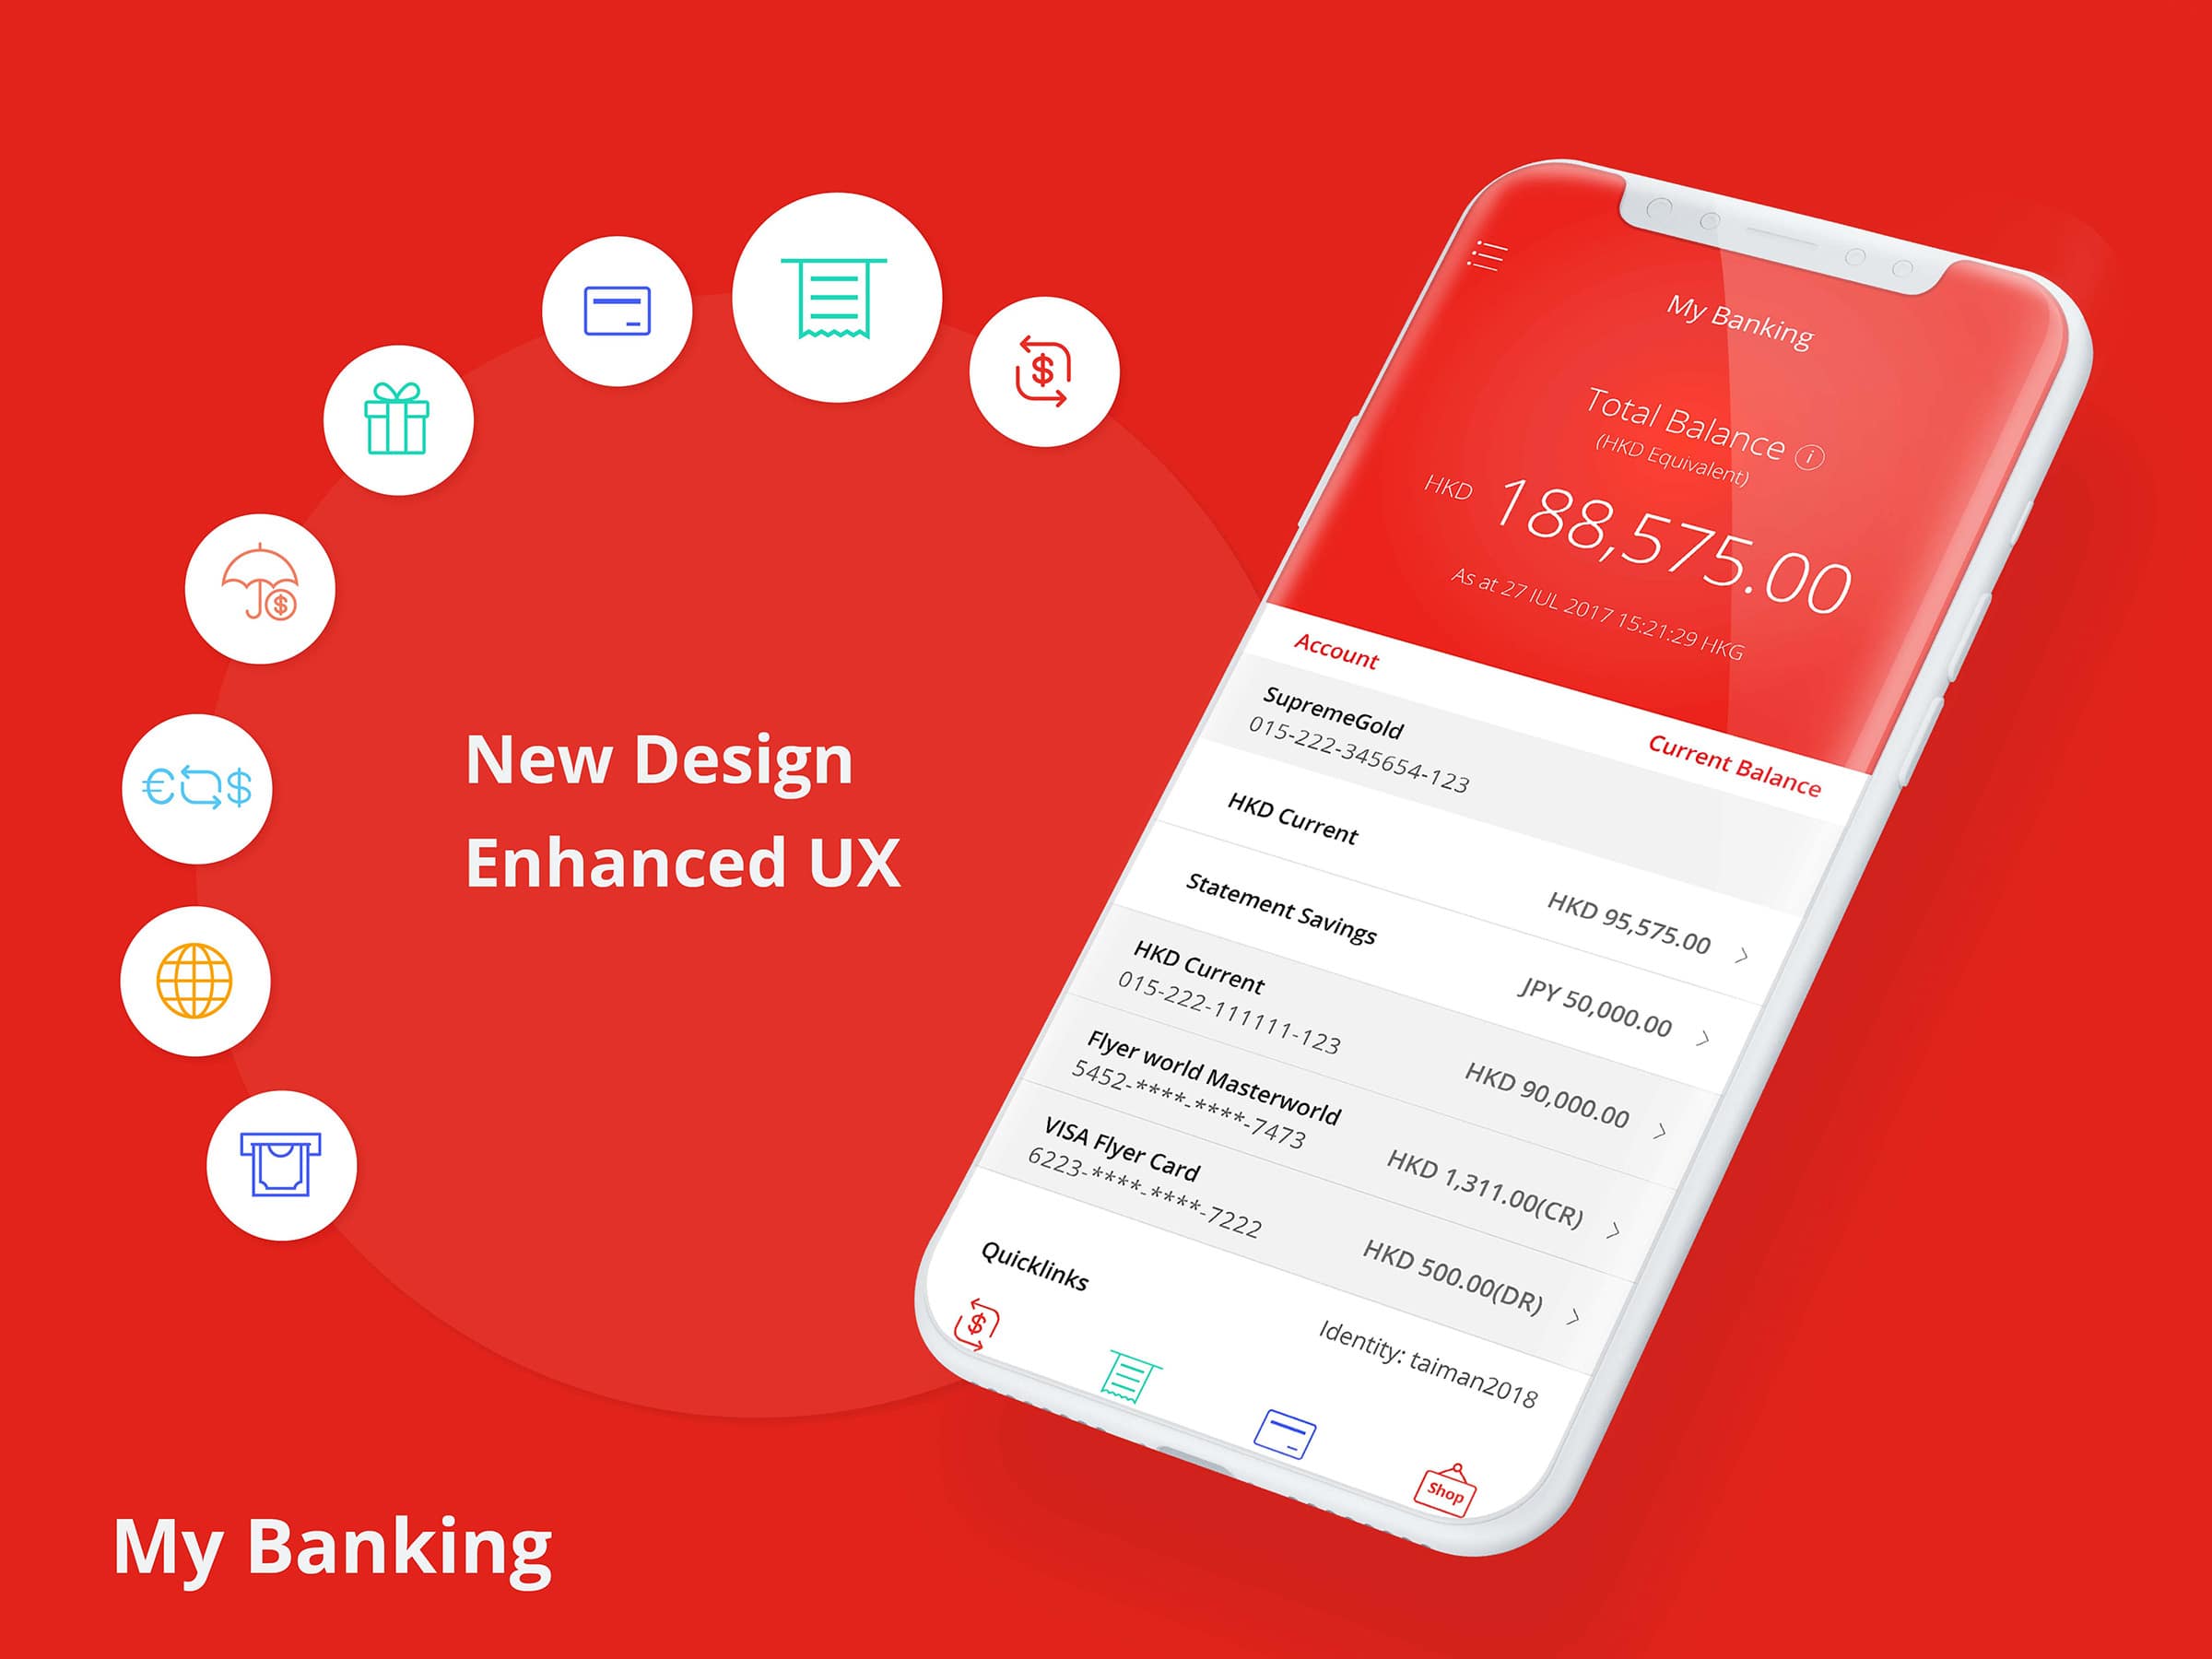 New Design
Enhanced UX
My Banking
My Banking
Total Balance
(HKD Equivalent)
HKD 188,575.00
As at 27 IUL 2017 15:21:29 HKG
Account
Current Balance
SupremeGold
015-222-345654-123
HKD Current
HKD 95,575.00
Statement Savings
JPY 50,000.00
HKD Current
015-222-111111-123
HKD 90,000.00
Flyer world Masterworld
5452-****-****-7473
HKD 1,311.00(CR)
VISA Flyer Card
6223-****-****-7222
HKD 500.00(DR)
Quicklinks
Identity: taiman2018
Shop